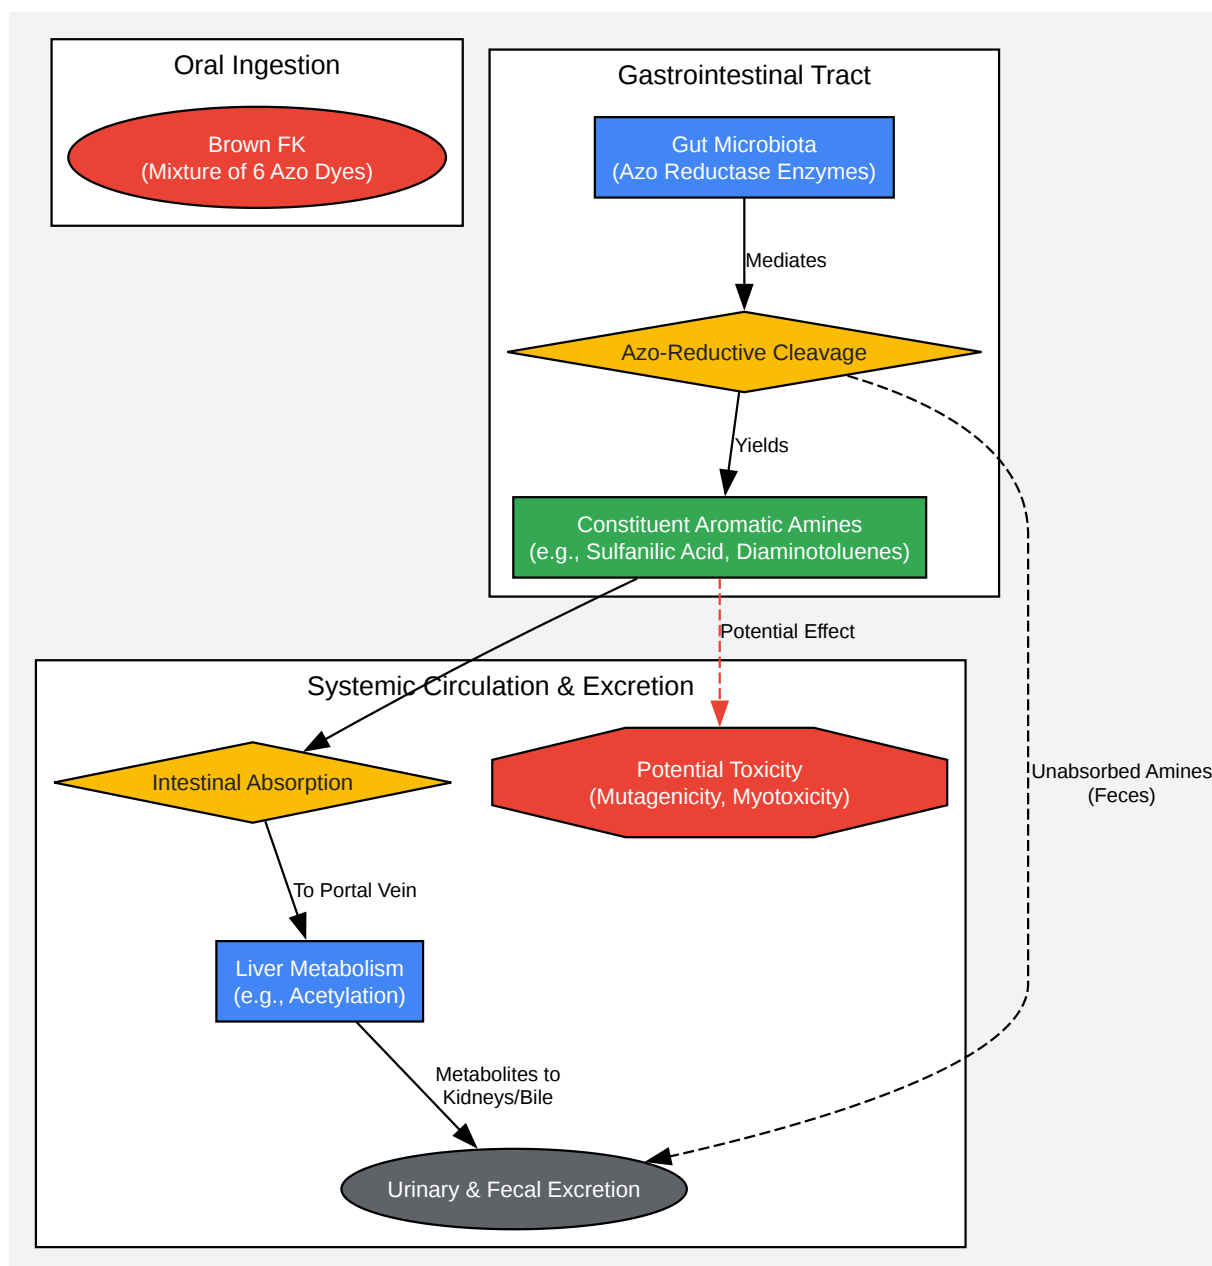 Oral Ingestion
Brown FK
(Mixture of 6 Azo Dyes)
Gastrointestinal Tract
Gut Microbiota
(Azo Reductase Enzymes)
Mediates
Azo-Reductive Cleavage
Yields
Constituent Aromatic Amines
(e.g., Sulfanilic Acid, Diaminotoluenes)
Potential Effect
Systemic Circulation & Excretion
Intestinal Absorption
Potential Toxicity
(Mutagenicity, Myotoxicity)
Unabsorbed Amines
(Feces)
To Portal Vein
Liver Metabolism
(e.g., Acetylation)
Metabolites to
Kidneys/Bile
Urinary & Fecal Excretion